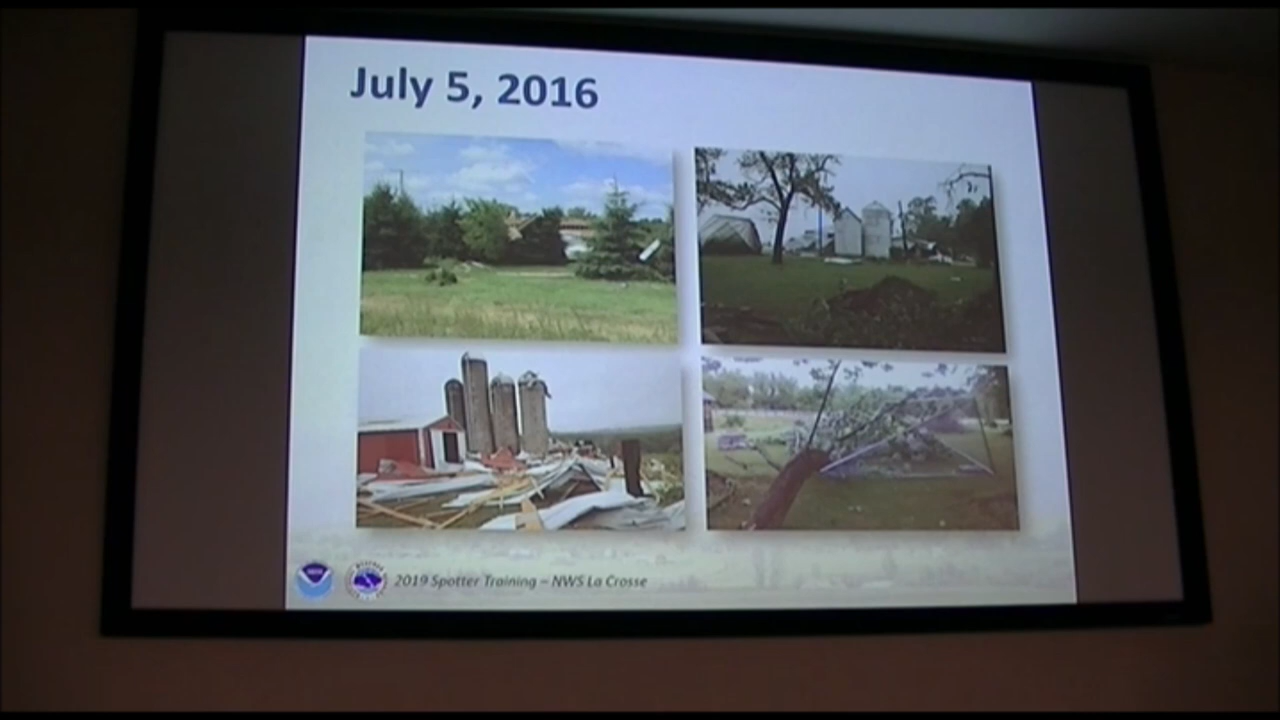 July 5, 2016
2019 Spotter Training – NWS La Crosse